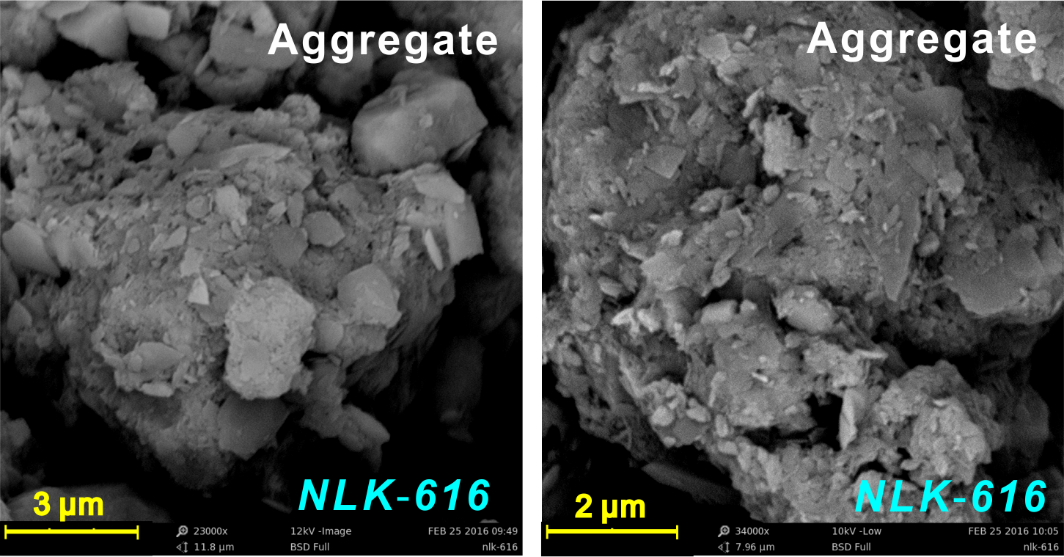 Aggregate
NLK-616
3 µm
23000x 12kV -Image FEB 25 2016 09:49
11.8 µm BSD Full nlk-616
Aggregate
NLK-616
2 µm
34000x 10kV -Low FEB 25 2016 10:05
7.96 µm BSD Full nlk-616